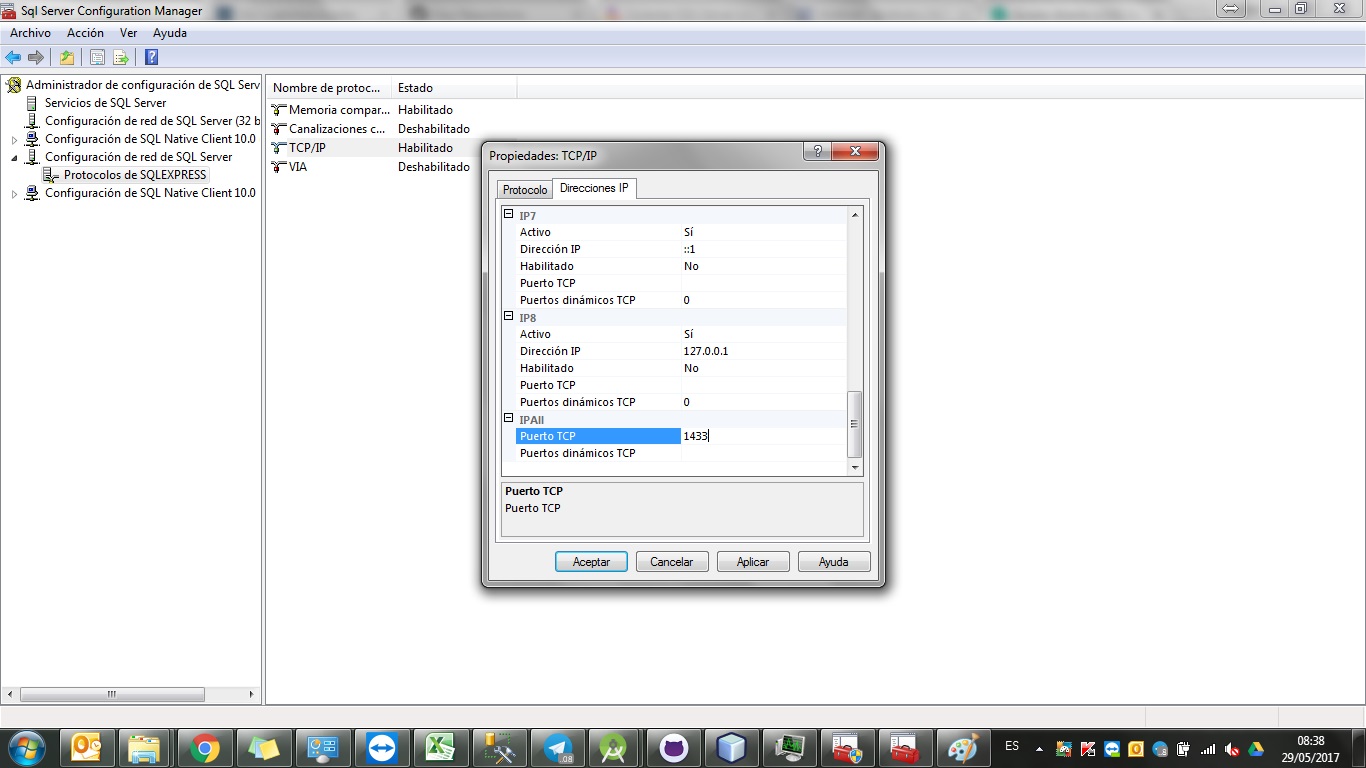 Sql Server Configuration Manager
Archivo Acción Ver Ayuda
Administrador de configuración de SQL Serv
Servicios de SQL Server
Configuración de red de SQL Server (32 b
Configuración de SQL Native Client 10.0
Configuración de red de SQL Server
Protocolos de SQLEXPRESS
Configuración de SQL Native Client 10.0
Nombre de protoc... Estado
Memoria compar... Habilitado
Canalizaciones c... Deshabilitado
TCP/IP Habilitado
VIA Deshabilitado
Propiedades: TCP/IP
Protocolo Direcciones IP
IP7
Activo Sí
Dirección IP ::1
Habilitado No
Puerto TCP
Puertos dinámicos TCP 0
IP8
Activo Sí
Dirección IP 127.0.0.1
Habilitado No
Puerto TCP
Puertos dinámicos TCP 0
IPAll
Puerto TCP 1433
Puertos dinámicos TCP
Puerto TCP
Puerto TCP
Aceptar Cancelar Aplicar Ayuda
ES
08:38
29/05/2017